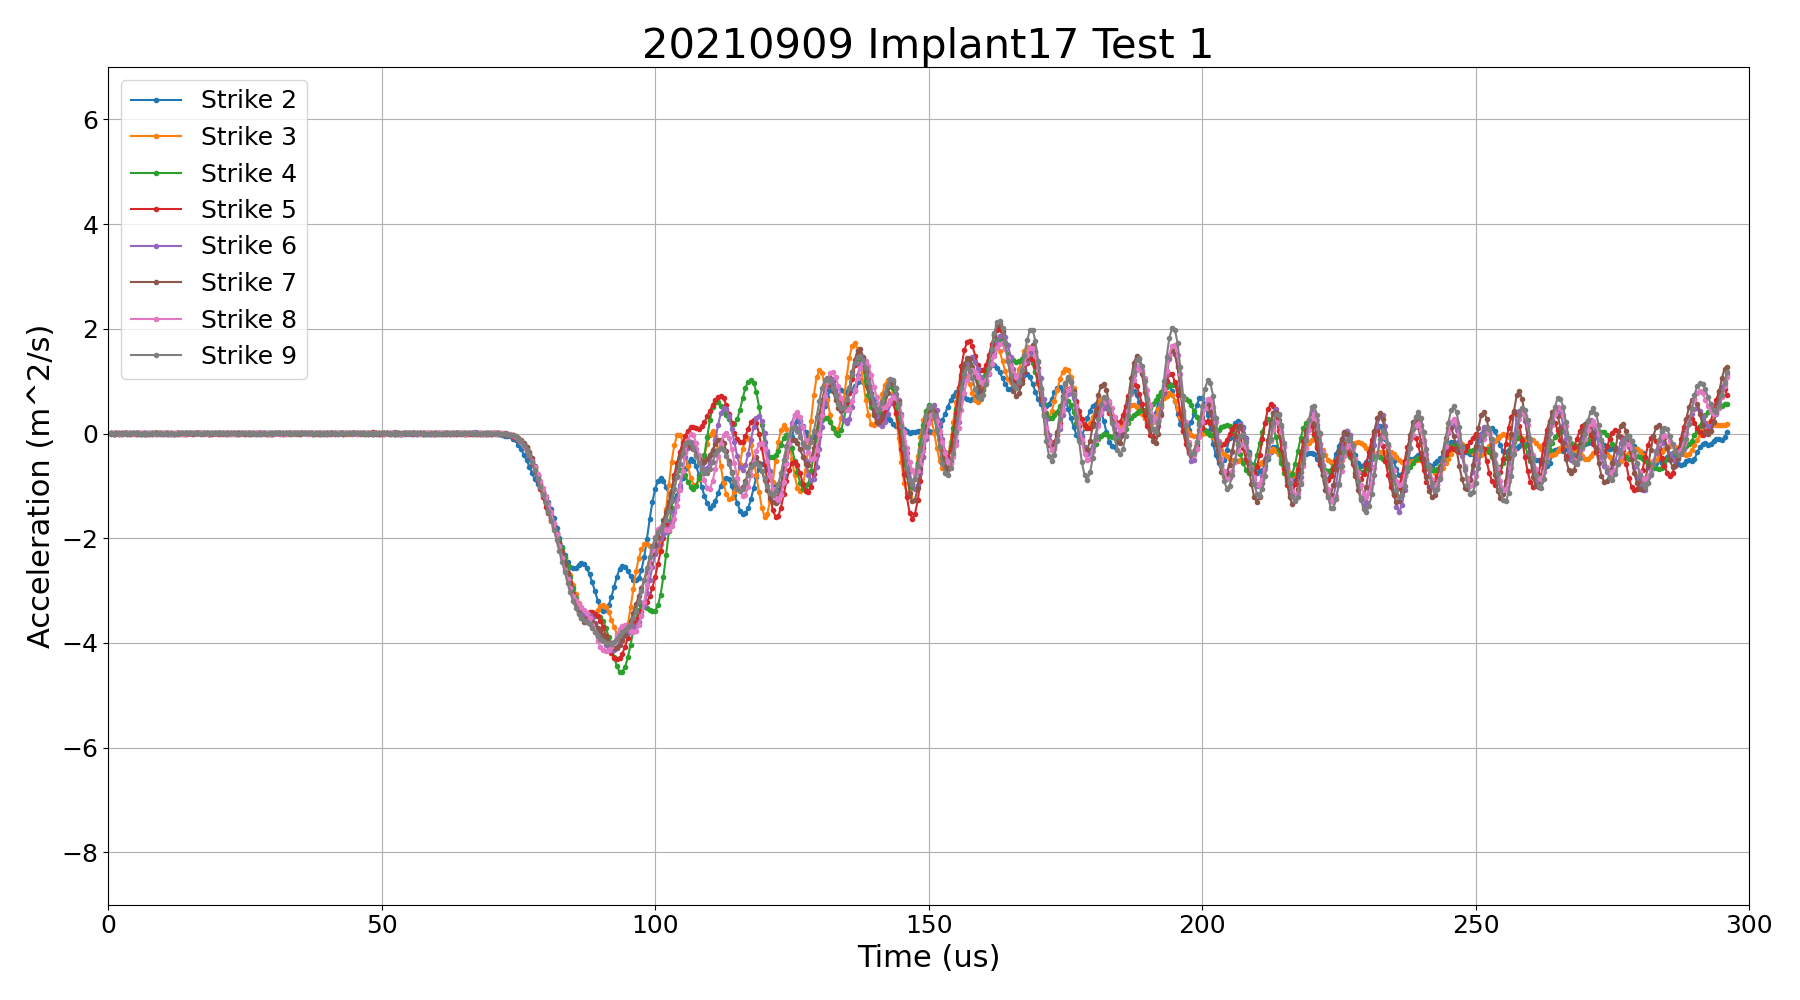 20210909 Implant17 Test 1
Strike 2
Strike 3
Strike 4
Strike 5
Strike 6
Strike 7
Strike 8
Strike 9
Acceleration (m^2/s)
6
4
2
0
−2
−4
−6
−8
0 50 100 150 200 250 300
Time (us)